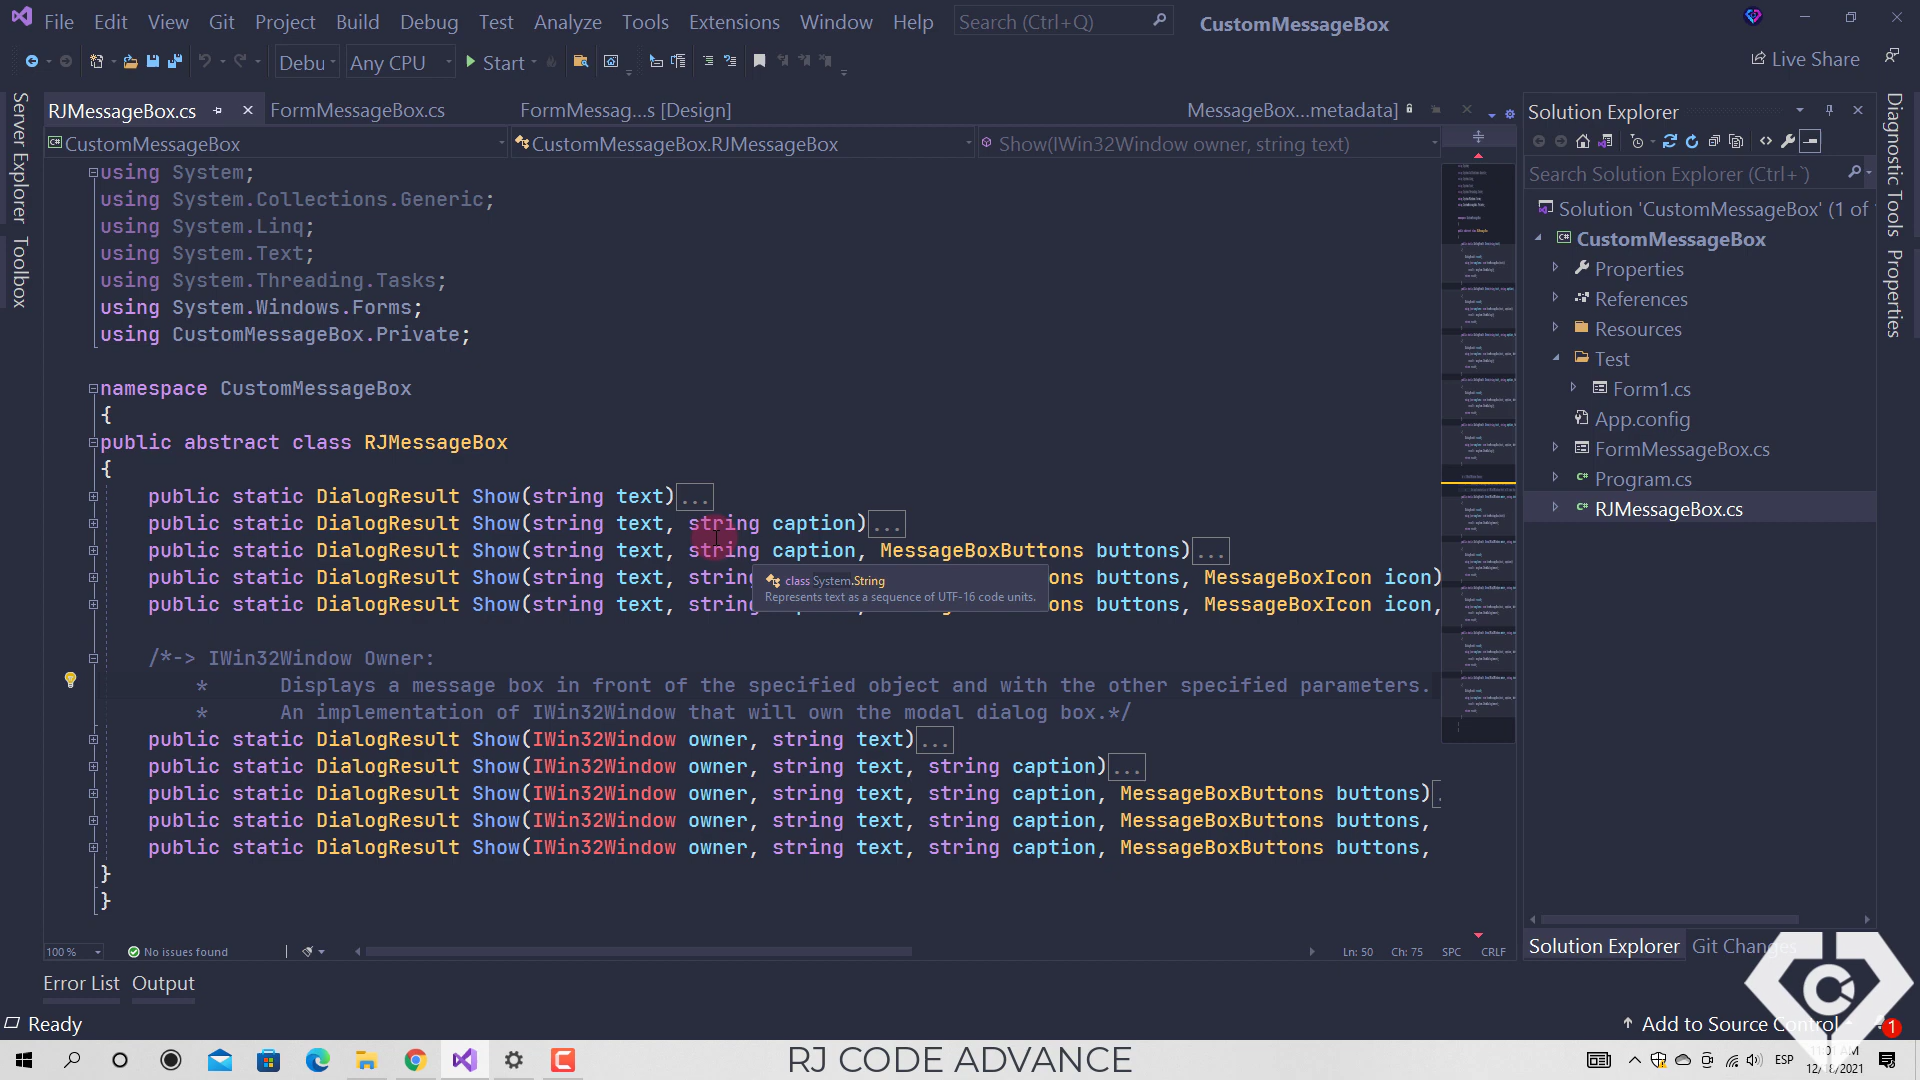 File Edit View Git Project Build Debug Test Analyze Tools Extensions Window Help Search (Ctrl+Q) CustomMessageBox
Debu Any CPU Start Live Share
Server Explorer
Toolbox
RJMessageBox.cs FormMessageBox.cs FormMessag...s [Design] MessageBox...metadata]
CustomMessageBox CustomMessageBox.RJMessageBox Show(IWin32Window owner, string text)
using System;
using System.Collections.Generic;
using System.Linq;
using System.Text;
using System.Threading.Tasks;
using System.Windows.Forms;
using CustomMessageBox.Private;
namespace CustomMessageBox
{
public abstract class RJMessageBox
{
public static DialogResult Show(string text)...
public static DialogResult Show(string text, string caption)...
public static DialogResult Show(string text, string caption, MessageBoxButtons buttons)...
public static DialogResult Show(string text, string buttons, MessageBoxIcon icon)
public static DialogResult Show(string text, string buttons, MessageBoxIcon icon,
class System.String
Represents text as a sequence of UTF-16 code units.
/*-> IWin32Window Owner:
* Displays a message box in front of the specified object and with the other specified parameters.
* An implementation of IWin32Window that will own the modal dialog box.*/
public static DialogResult Show(IWin32Window owner, string text)...
public static DialogResult Show(IWin32Window owner, string text, string caption)...
public static DialogResult Show(IWin32Window owner, string text, string caption, MessageBoxButtons buttons)
public static DialogResult Show(IWin32Window owner, string text, string caption, MessageBoxButtons buttons,
public static DialogResult Show(IWin32Window owner, string text, string caption, MessageBoxButtons buttons,
}
}
100 % No issues found Ln: 50 Ch: 75 SPC CRLF
Solution Explorer
Search Solution Explorer (Ctrl+`)
Solution 'CustomMessageBox' (1 of
CustomMessageBox
Properties
References
Resources
Test
Form1.cs
App.config
FormMessageBox.cs
Program.cs
RJMessageBox.cs
Solution Explorer Git Changes
Diagnostic Tools
Properties
Error List Output
Ready Add to Source Control 1
RJ CODE ADVANCE
ESP
11:01 AM
12/18/2021